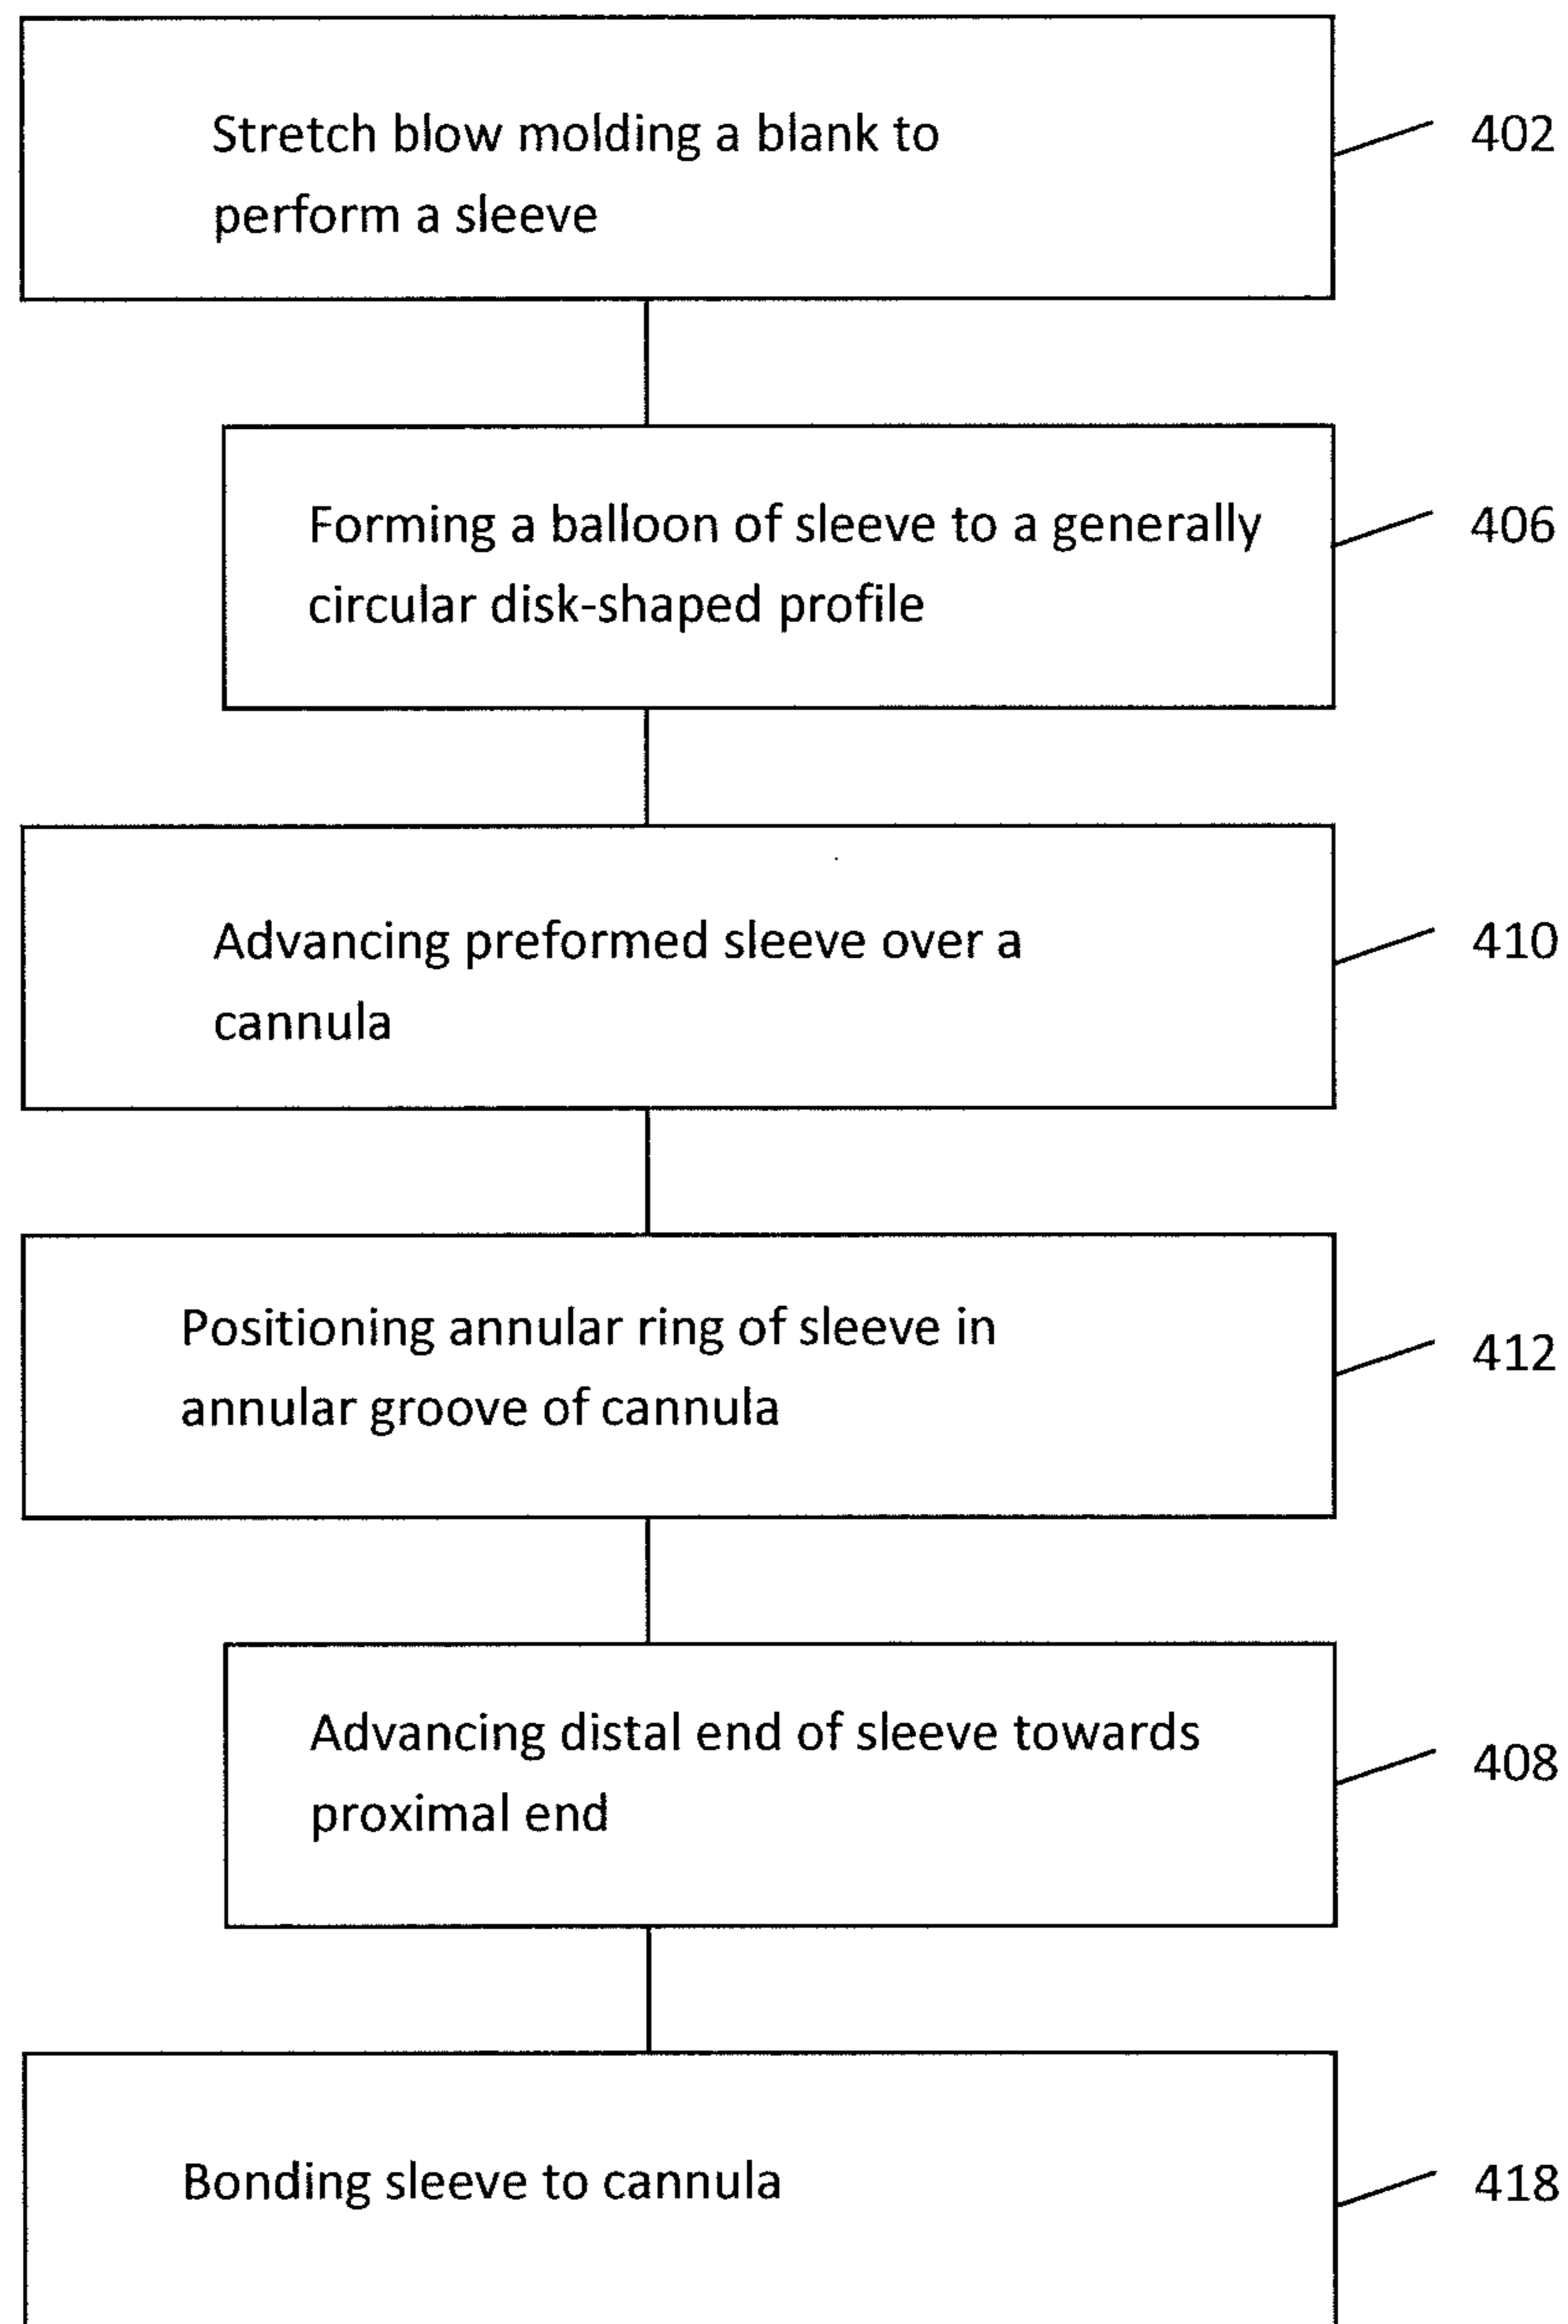 Stretch blow molding a blank to
perform a sleeve
402
Forming a balloon of sleeve to a generally
circular disk-shaped profile
406
Advancing preformed sleeve over a
cannula
410
Positioning annular ring of sleeve in
annular groove of cannula
412
Advancing distal end of sleeve towards
proximal end
408
Bonding sleeve to cannula
418